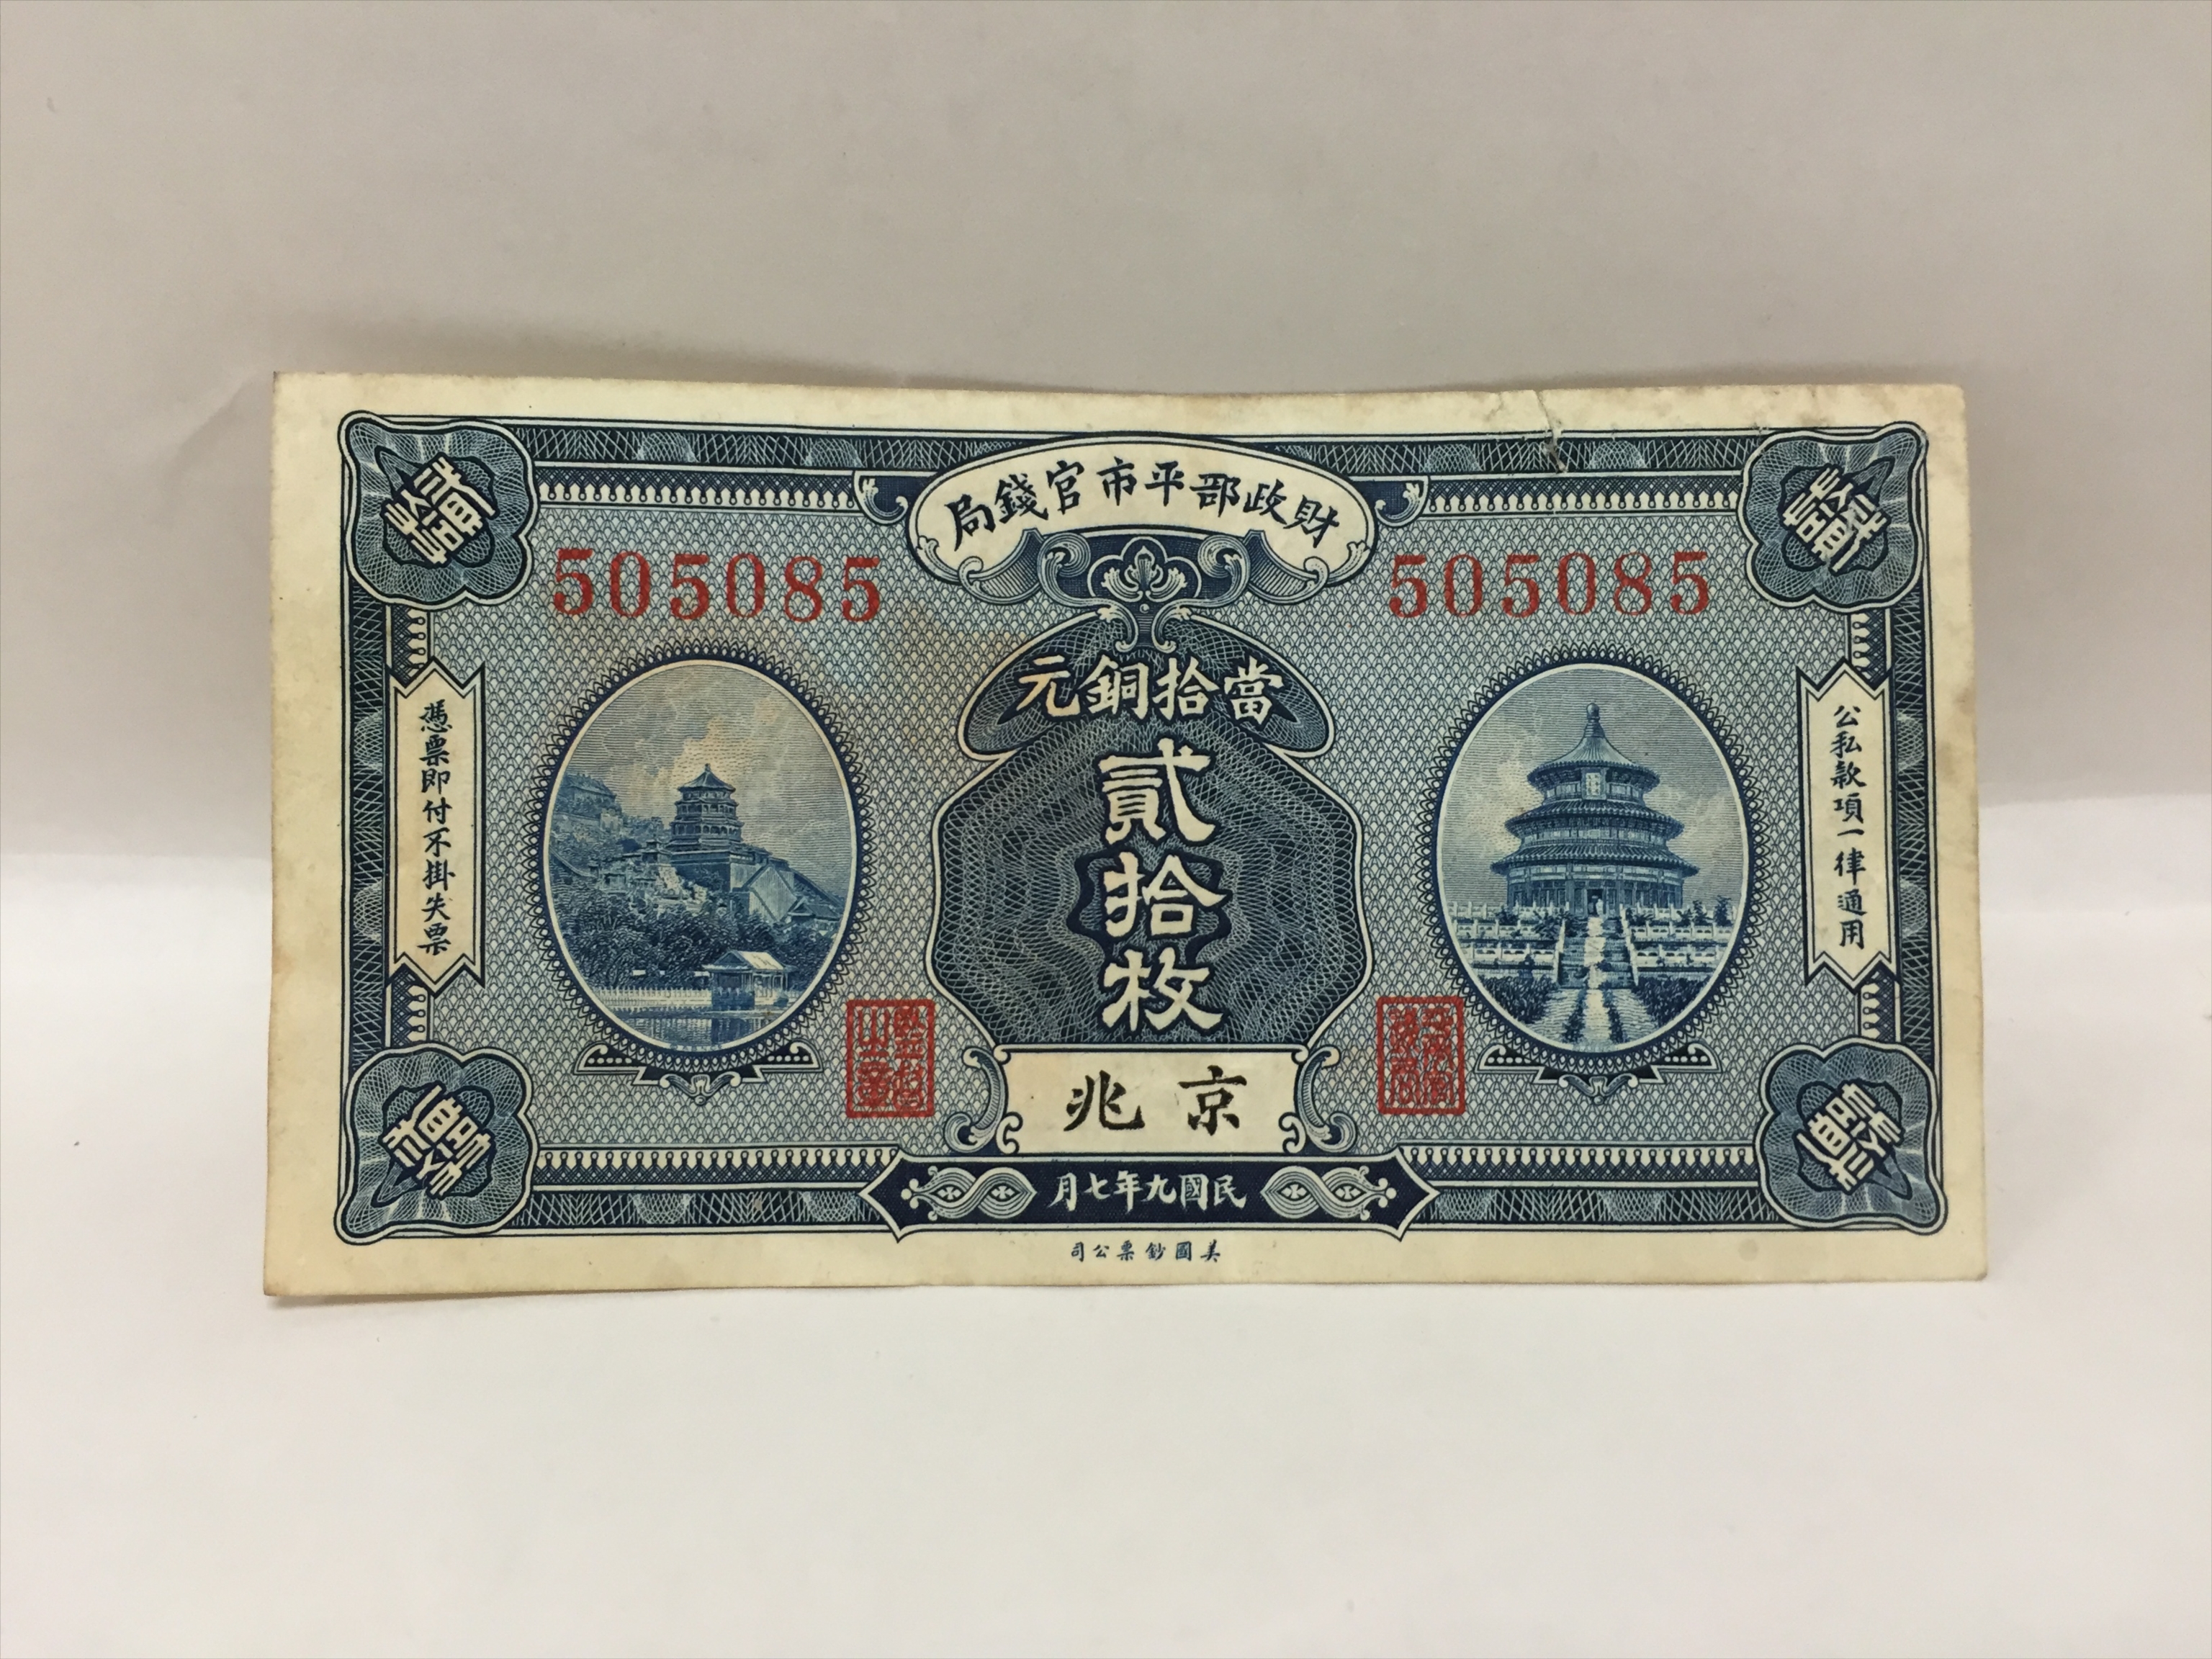 財政部平市官錢局
505085
505085
當拾銅元
貳拾枚
京兆
公私款項一律通用
憑票即付不掛失票
民國九年七月
美國鈔票公司